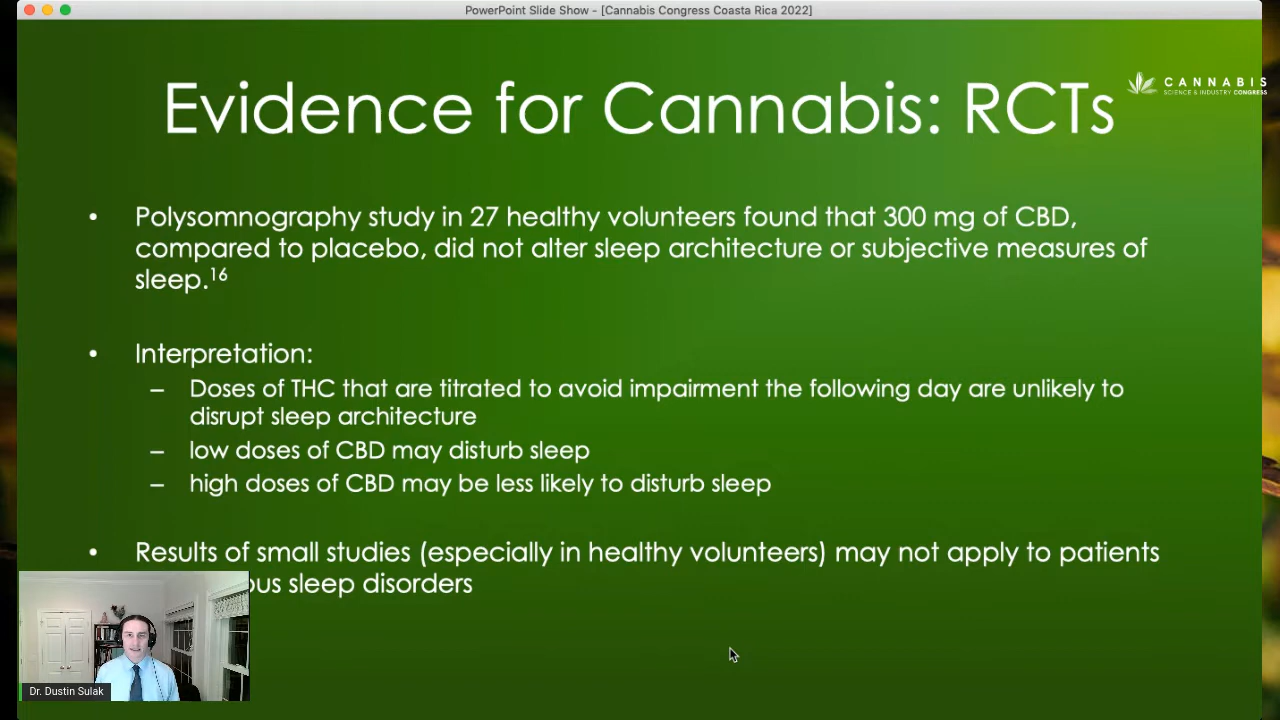 PowerPoint Slide Show - [Cannabis Congress Coasta Rica 2022]
CANNABIS
SCIENCE & INDUSTRY CONGRESS
Evidence for Cannabis: RCTs
• Polysomnography study in 27 healthy volunteers found that 300 mg of CBD,
compared to placebo, did not alter sleep architecture or subjective measures of
sleep.16
• Interpretation:
– Doses of THC that are titrated to avoid impairment the following day are unlikely to
disrupt sleep architecture
– low doses of CBD may disturb sleep
– high doses of CBD may be less likely to disturb sleep
• Results of small studies (especially in healthy volunteers) may not apply to patients
sleep disorders
Dr. Dustin Sulak